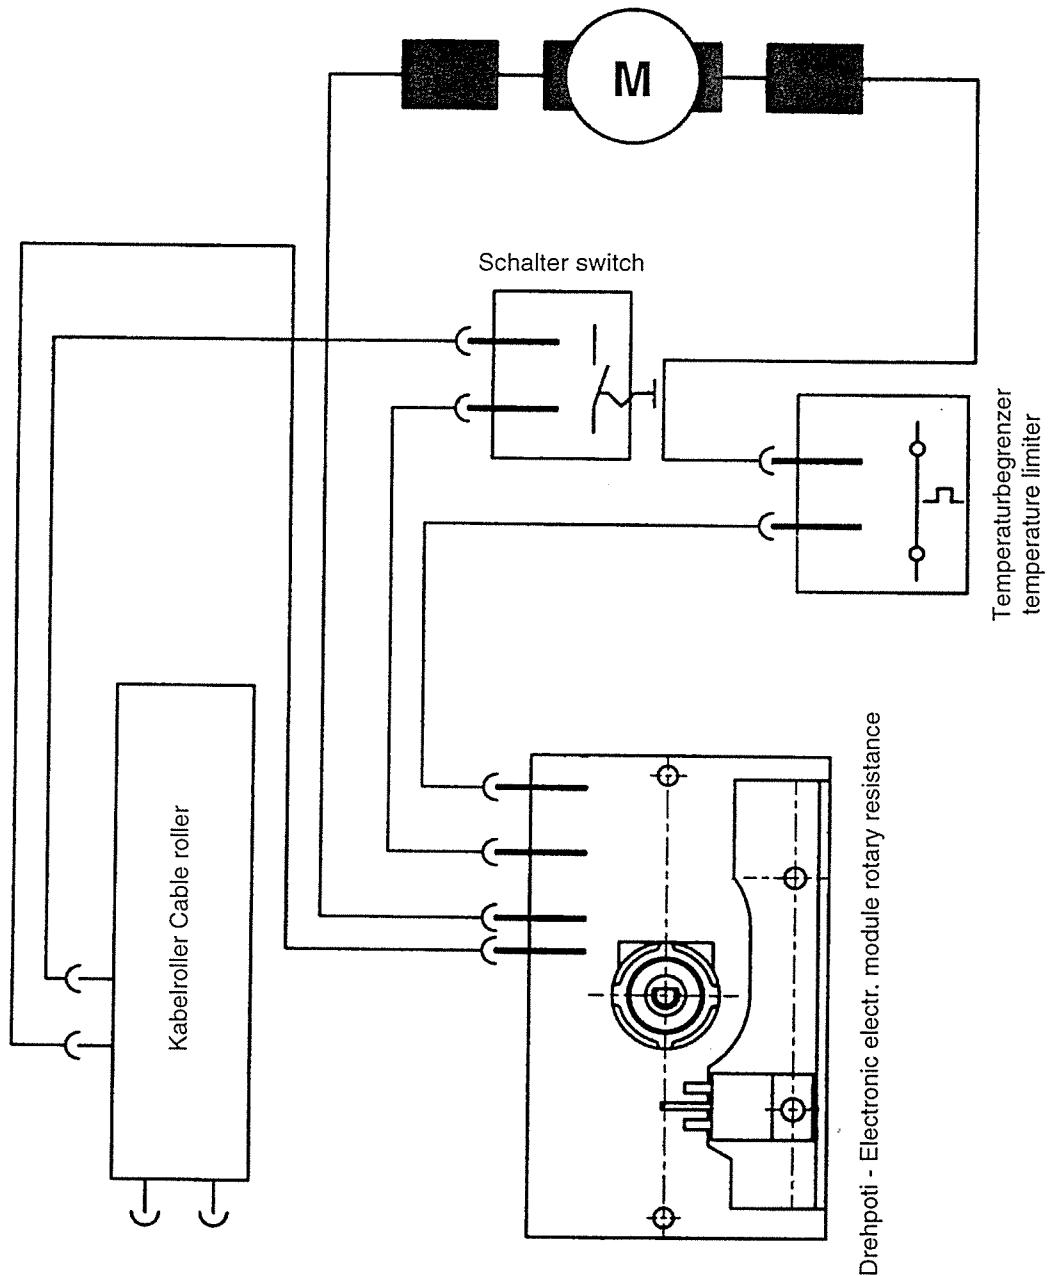 M
Schalter switch
Temperaturbegrenzer
temperature limiter
Kabelroller Cable roller
Drehpoti - Electronic electr. module rotary resistance